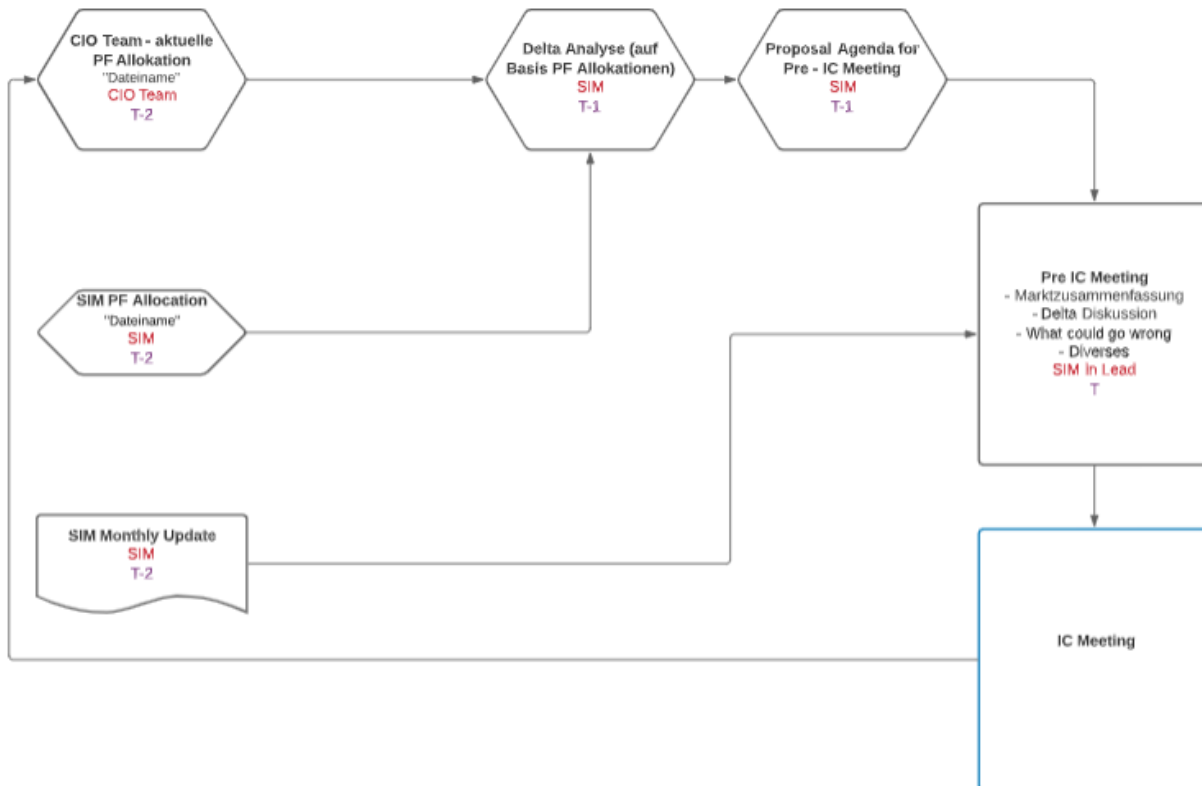 CIO Team - aktuelle
PF Allokation
"Dateiname"
CIO Team
T-2
Delta Analyse (auf
Basis PF Allokationen)
SIM
T-1
Proposal Agenda for
Pre - IC Meeting
SIM
T-1
SIM PF Allocation
"Dateiname"
SIM
T-2
Pre IC Meeting
- Marktzusammenfassung
- Delta Diskussion
- What could go wrong
- Diverses
SIM in Lead
T
SIM Monthly Update
SIM
T-2
IC Meeting